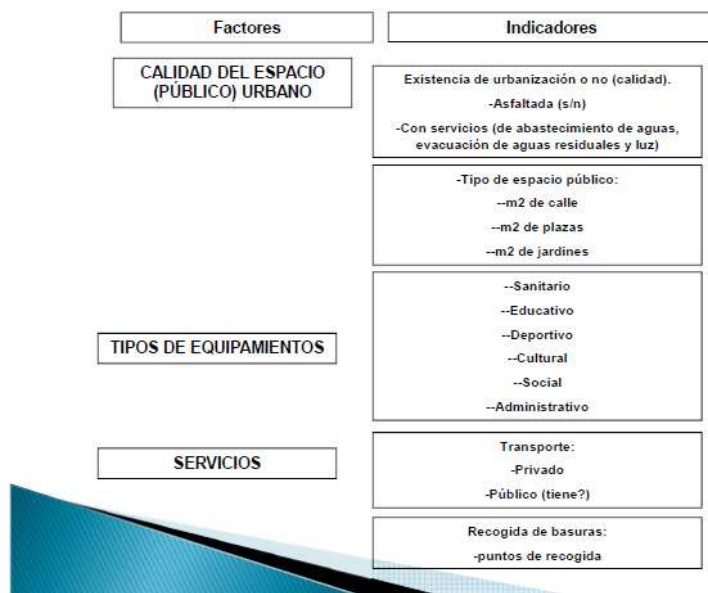 Factores
Indicadores
CALIDAD DEL ESPACIO
(PÚBLICO) URBANO
Existencia de urbanización o no (calidad).
-Asfaltada (s/n)
-Con servicios (de abastecimiento de aguas,
evacuación de aguas residuales y luz)
-Tipo de espacio público:
--m2 de calle
--m2 de plazas
--m2 de jardines
TIPOS DE EQUIPAMIENTOS
--Sanitario
--Educativo
--Deportivo
--Cultural
--Social
--Administrativo
SERVICIOS
Transporte:
-Privado
-Público (tiene?)
Recogida de basuras:
-puntos de recogida